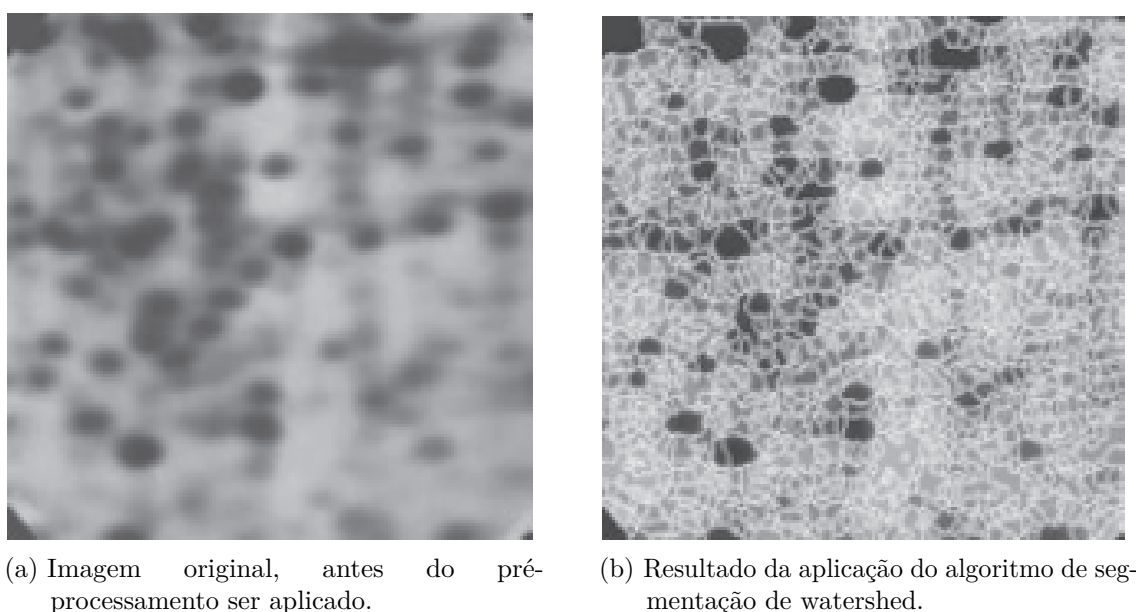 (a) Imagem original, antes do pré-
processamento ser aplicado.
(b) Resultado da aplicação do algoritmo de seg-
mentação de watershed.